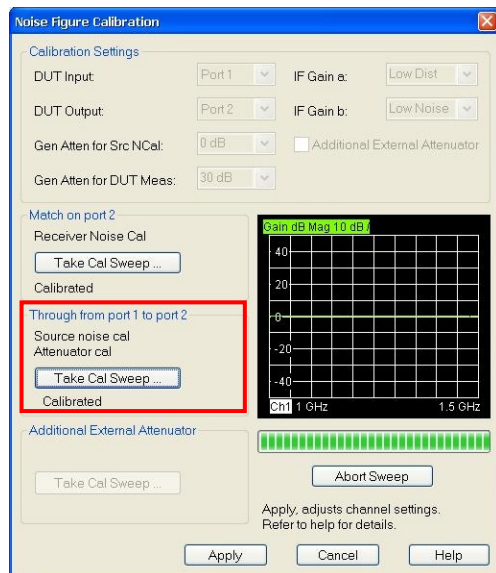 Noise Figure Calibration
Calibration Settings
DUT Input:
Port 1
IF Gain a:
Low Dist
DUT Output:
Port 2
IF Gain b:
Low Noise
Gen Atten for Src NCal:
0 dB
Additional External Attenuator
Gen Atten for DUT Meas:
30 dB
Match on port 2
Receiver Noise Cal
Take Cal Sweep ...
Calibrated
Through from port 1 to port 2
Source noise cal
Attenuator cal
Take Cal Sweep ...
Calibrated
Additional External Attenuator
Take Cal Sweep ...
Gain dB Mag 10 dB /
40
20
0
-20
-40
Ch1 1 GHz
1.5 GHz
Abort Sweep
Apply, adjusts channel settings.
Refer to help for details.
Apply
Cancel
Help